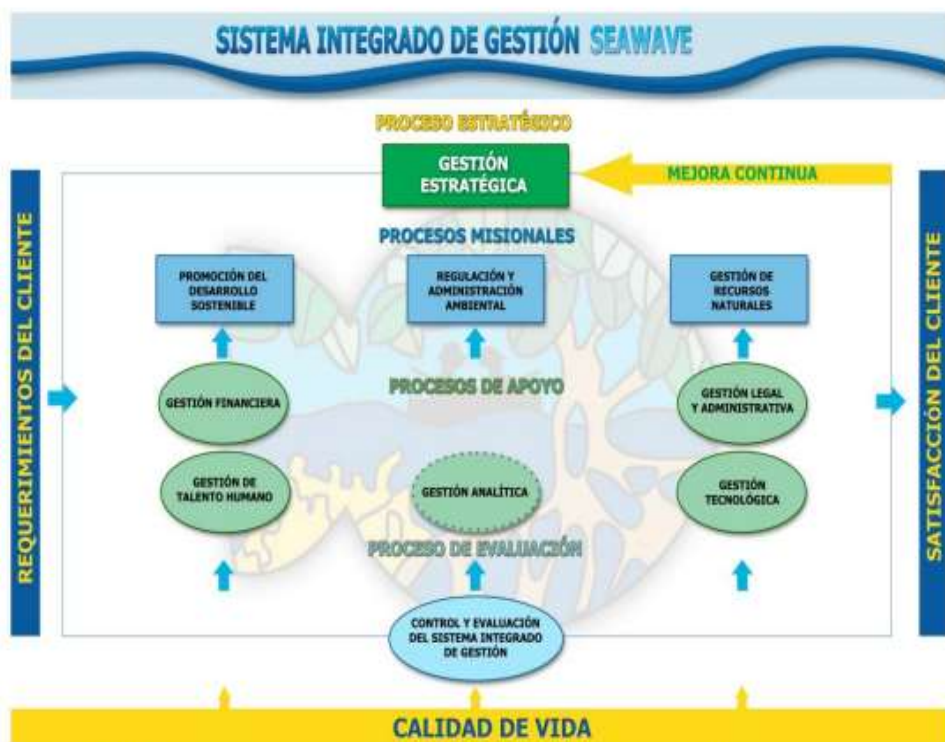 SISTEMA INTEGRADO DE GESTIÓN SEAWAVE
PROCESO ESTRATÉGICO
GESTIÓN
ESTRATÉGICA
MEJORA CONTINUA
REQUERIMIENTOS DEL CLIENTE
PROCESOS MISIONALES
PROMOCIÓN DEL
DESARROLLO
SOSTENIBLE
REGULACIÓN Y
ADMINISTRACIÓN
AMBIENTAL
GESTIÓN DE
RECURSOS
NATURALES
PROCESOS DE APOYO
GESTIÓN FINANCIERA
GESTIÓN LEGAL
Y ADMINISTRATIVA
GESTIÓN DE
TALENTO HUMANO
GESTIÓN ANALÍTICA
GESTIÓN
TECNOLÓGICA
PROCESO DE EVALUACIÓN
CONTROL Y EVALUACIÓN
DEL SISTEMA INTEGRADO
DE GESTIÓN
SATISFACCIÓN DEL CLIENTE
CALIDAD DE VIDA